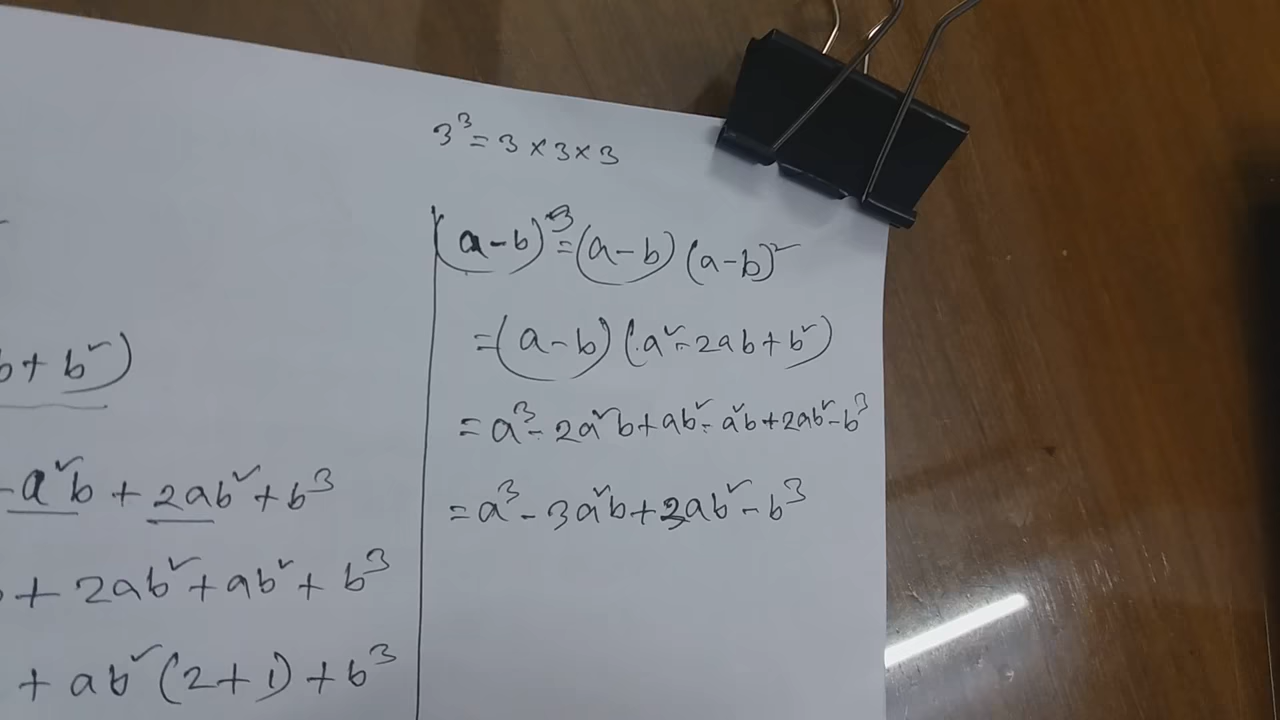 3³ = 3 × 3 × 3
(a-b)³ = (a-b) (a-b)²
= (a-b) (a² - 2ab + b²)
= a³ - 2a²b + ab² - a²b + 2ab² - b³
= a³ - 3a²b + 3ab² - b³
b + b²)
- a²b + 2ab² + b³
+ 2ab² + ab² + b³
+ ab² (2+1) + b³